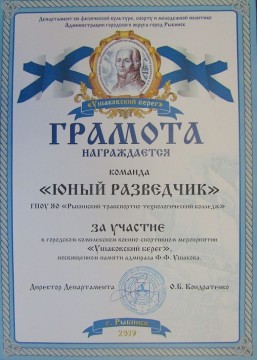 Департамент по физической культуре, спорту и молодежной политике
Администрации городского округа город Рыбинск
«Ушаковский берег»
ГРАМОТА
НАГРАЖДАЕТСЯ
команда
«ЮНЫЙ РАЗВЕДЧИК»
ГПОУ ЯО «Рыбинский транспортно-технологический колледж»
ЗА УЧАСТИЕ
в городском комплексном военно-спортивном мероприятии
«Ушаковский берег»,
посвященном памяти адмирала Ф.Ф. Ушакова.
Директор Департамента О.Б. Кондратенко
г. Рыбинск
2019